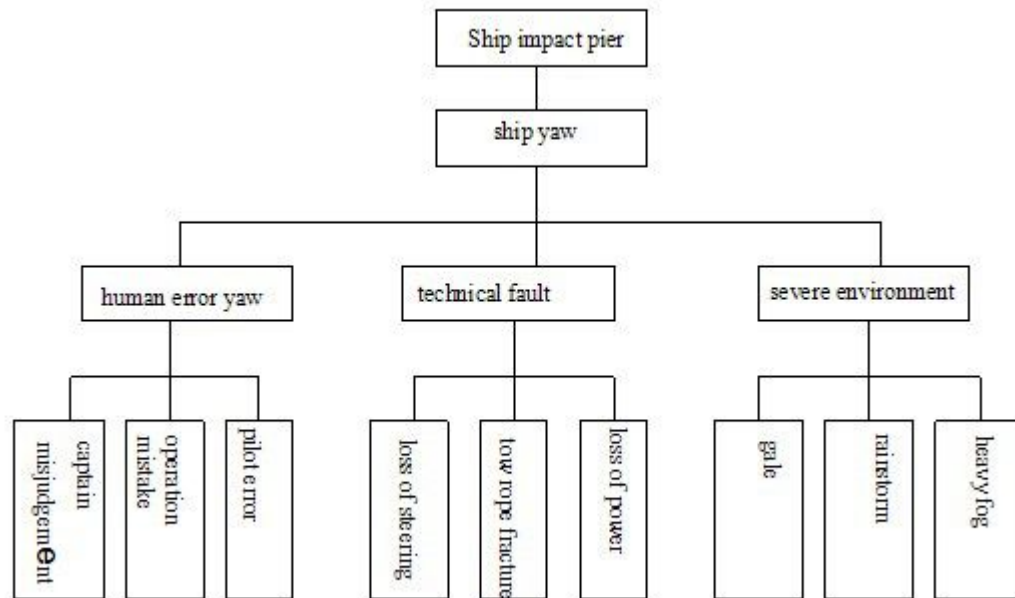 Ship impact pier
ship yaw
human error yaw
technical fault
severe environment
captain
misjudgement
operation
mistake
pilot error
loss of steering
tow rope fracture
loss of power
gale
rainstorm
heavy fog